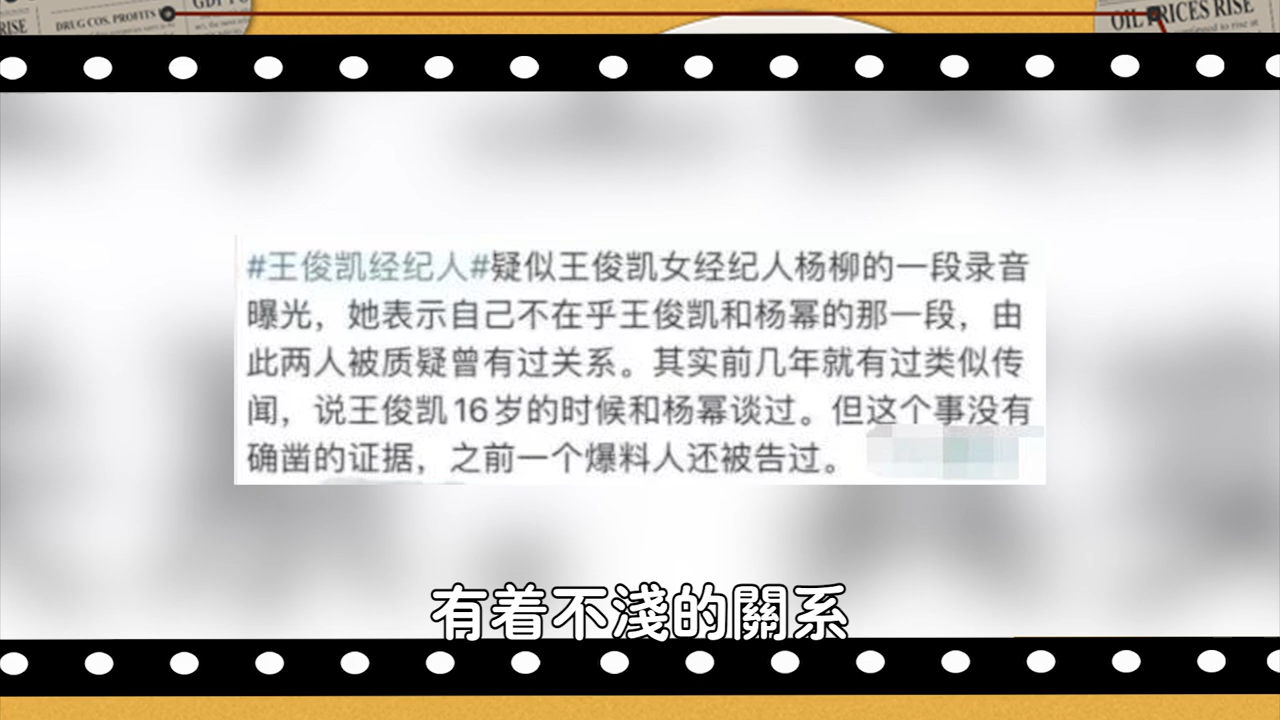 RISE
DRUG COS. PROFITS
GDP
OIL PRICES RISE
continued to rise at
#王俊凯经纪人#疑似王俊凯女经纪人杨柳的一段录音
曝光，她表示自己不在乎王俊凯和杨幂的那一段，由
此两人被质疑曾有过关系。其实前几年就有过类似传
闻，说王俊凯16岁的时候和杨幂谈过。但这个事没有
确凿的证据，之前一个爆料人还被告过。
有着不淺的關系